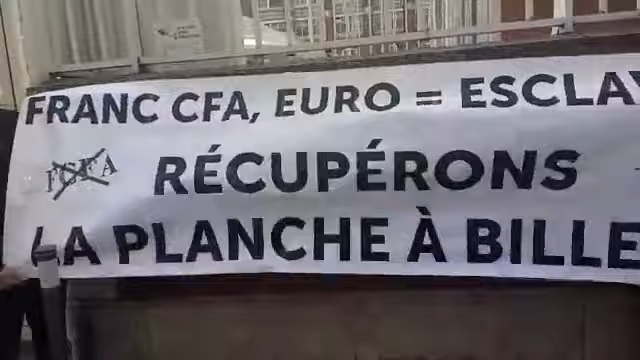 FRANC CFA, EURO = ESCLAV
FCFA RÉCUPÉRONS
LA PLANCHE À BILLE